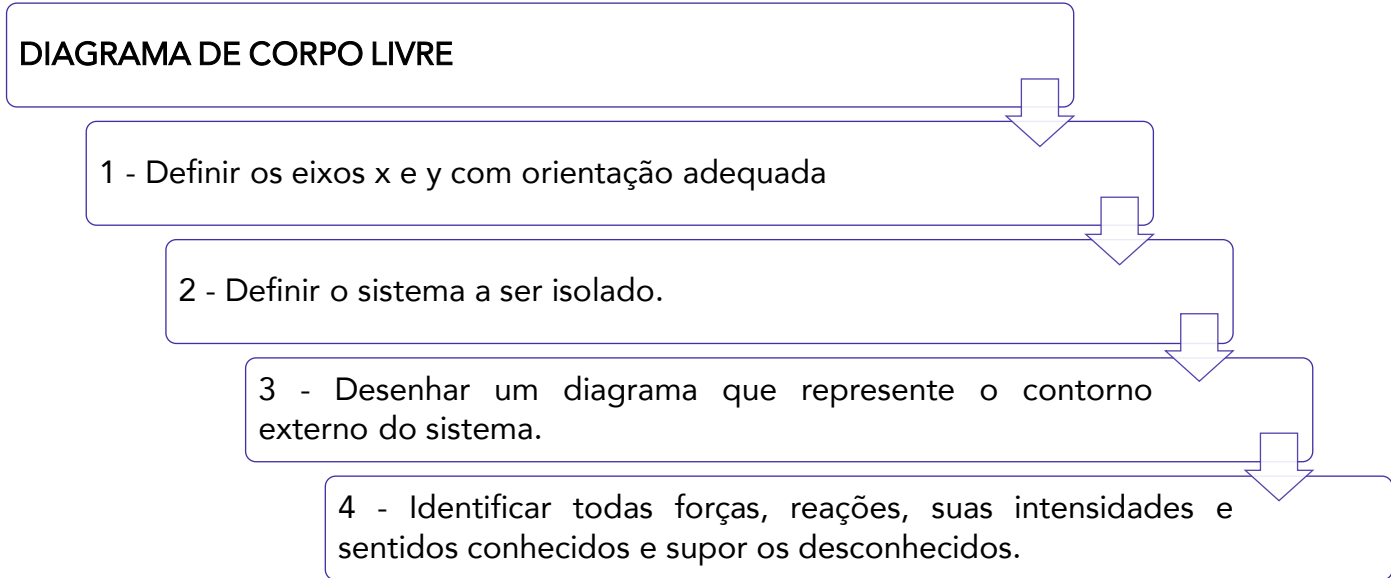 DIAGRAMA DE CORPO LIVRE
1 - Definir os eixos x e y com orientação adequada
2 - Definir o sistema a ser isolado.
3 - Desenhar um diagrama que represente o contorno
externo do sistema.
4 - Identificar todas forças, reações, suas intensidades e
sentidos conhecidos e supor os desconhecidos.